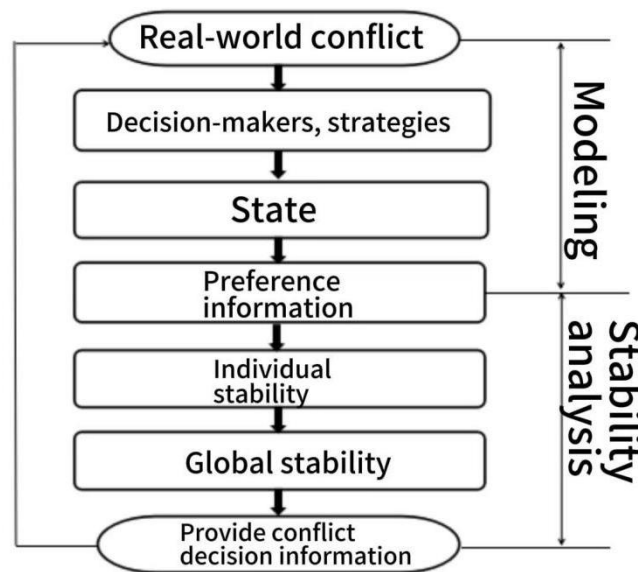 Real-world conflict
Decision-makers, strategies
State
Preference
information
Individual
stability
Global stability
Provide conflict
decision information
Modeling
Stability
analysis